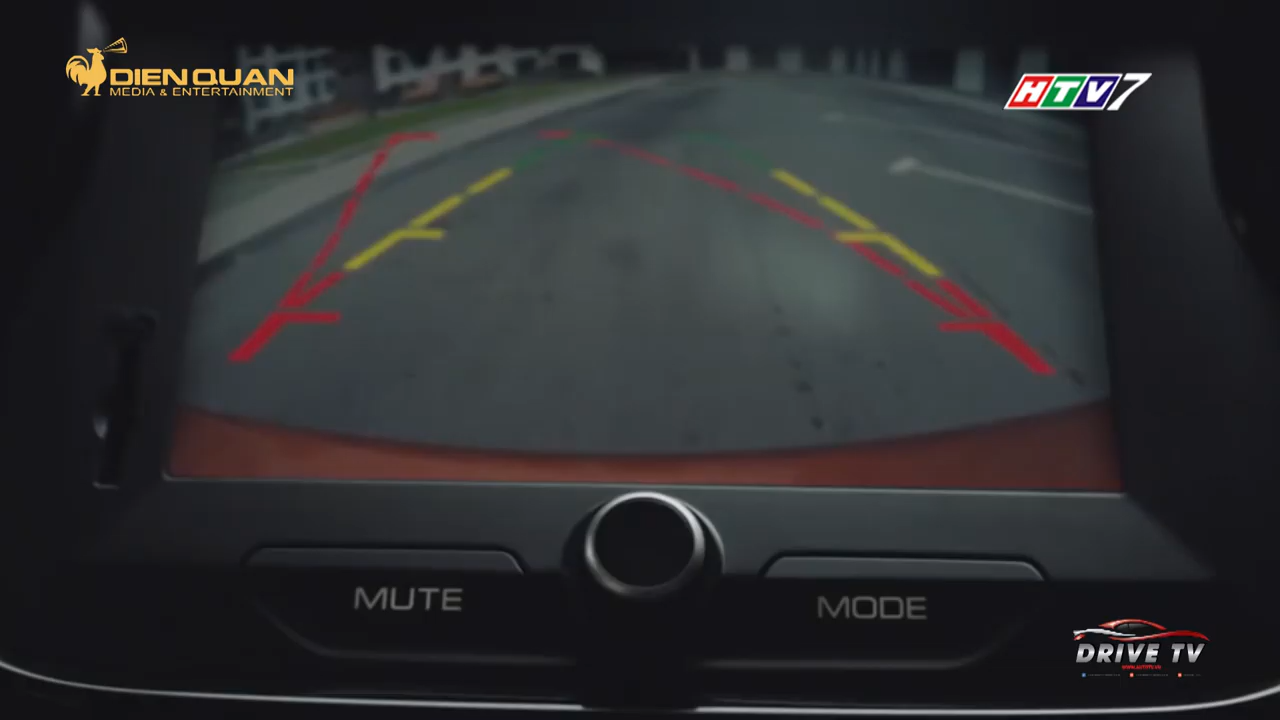 DIEN QUAN
MEDIA & ENTERTAINMENT
HTV7
MUTE
MODE
DRIVE TV